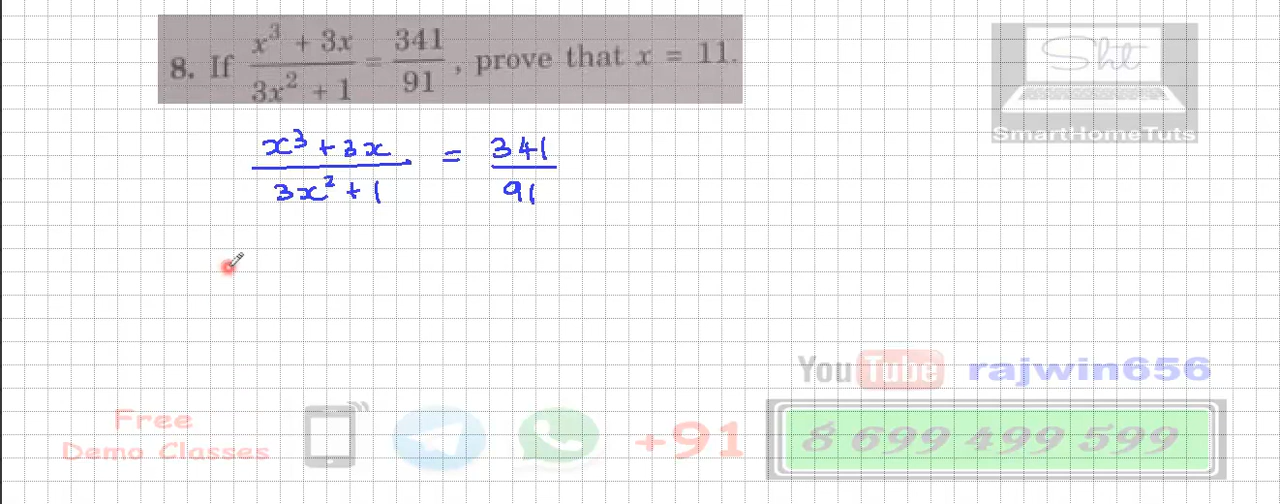 8. If x³ + 3x / 3x² + 1 = 341 / 91 , prove that x = 11.
x³ + 3x / 3x² + 1 = 341 / 91
Sht
SmartHomeTuts
YouTube rajwin656
Free
Demo Classes
+91 8 699 499 599